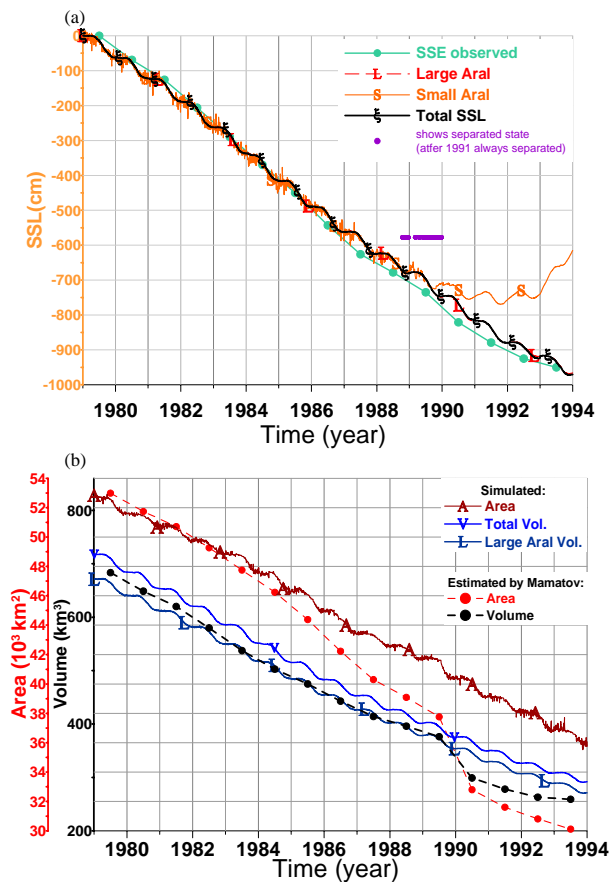 (a)
SSE observed
L Large Aral
S Small Aral
ξ Total SSL
shows separated state
(atfer 1991 always separated)
SSL(cm)
0
-100
-200
-300
-400
-500
-600
-700
-800
-900
-1000
1980 1982 1984 1986 1988 1990 1992 1994
Time (year)
(b)
Area (10³ km²)
54
52
50
48
46
44
42
40
38
36
34
32
30
Volume (km³)
800
600
400
200
Simulated:
A Area
V Total Vol.
L Large Aral Vol.
Estimated by Mamatov:
Area
Volume
1980 1982 1984 1986 1988 1990 1992 1994
Time (year)